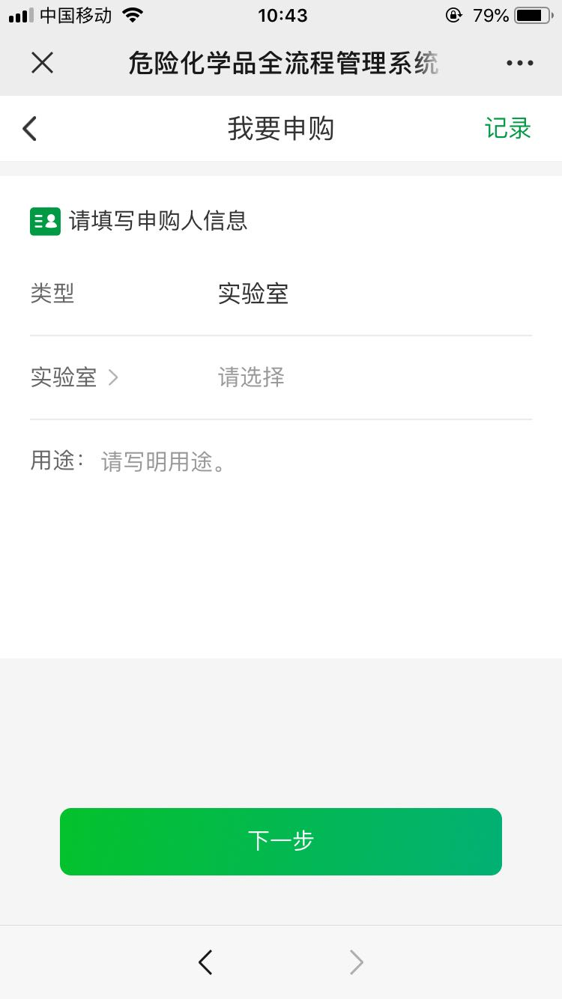 中国移动 10:43 79%
危险化学品全流程管理系统
我要申购 记录
请填写申购人信息
类型 实验室
实验室 请选择
用途： 请写明用途。
下一步